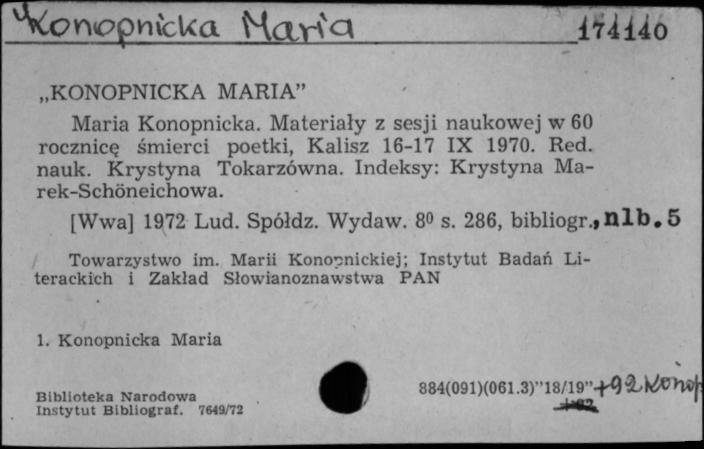 Konopnicka Maria 174140
„KONOPNICKA MARIA”
Maria Konopnicka. Materiały z sesji naukowej w 60
rocznicę śmierci poetki, Kalisz 16-17 IX 1970. Red.
nauk. Krystyna Tokarzówna. Indeksy: Krystyna Ma-
rek-Schöneichowa.
[Wwa] 1972 Lud. Spółdz. Wydaw. 8⁰ s. 286, bibliogr., nlb. 5
Towarzystwo im. Marii Konopnickiej; Instytut Badań Li-
terackich i Zakład Słowianoznawstwa PAN
1. Konopnicka Maria
884(091)(061.3)”18/19”+92 Konop
Biblioteka Narodowa
Instytut Bibliograf. 7649/72